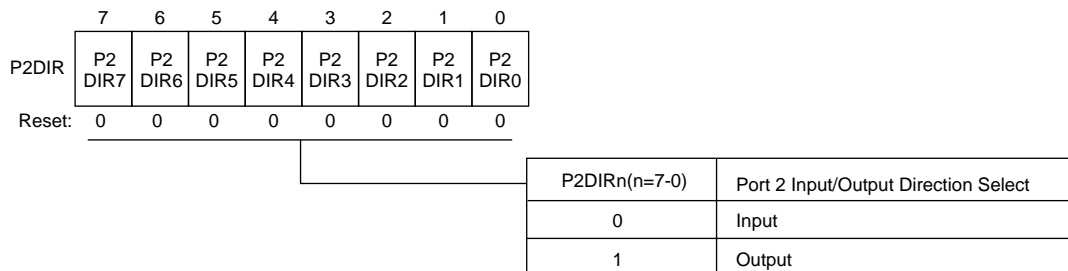 7 6 5 4 3 2 1 0
P2DIR P2 DIR7 P2 DIR6 P2 DIR5 P2 DIR4 P2 DIR3 P2 DIR2 P2 DIR1 P2 DIR0
Reset: 0 0 0 0 0 0 0 0
P2DIRn(n=7-0) Port 2 Input/Output Direction Select
0 Input
1 Output